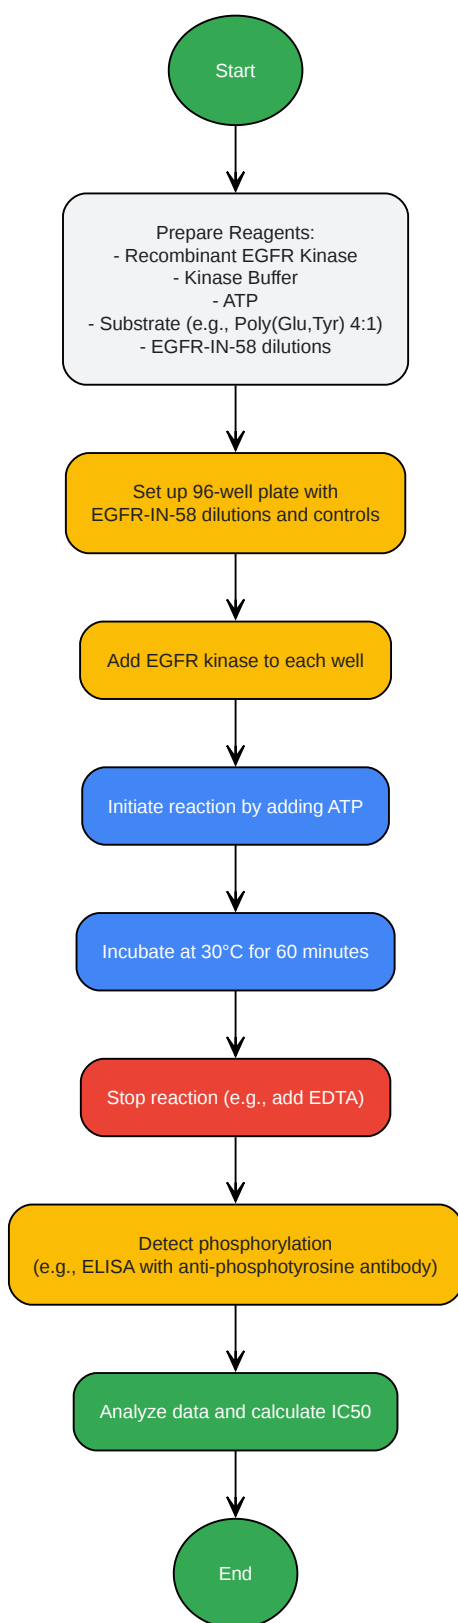 Start
Prepare Reagents:
- Recombinant EGFR Kinase
- Kinase Buffer
- ATP
- Substrate (e.g., Poly(Glu,Tyr) 4:1)
- EGFR-IN-58 dilutions
Set up 96-well plate with
EGFR-IN-58 dilutions and controls
Add EGFR kinase to each well
Initiate reaction by adding ATP
Incubate at 30°C for 60 minutes
Stop reaction (e.g., add EDTA)
Detect phosphorylation
(e.g., ELISA with anti-phosphotyrosine antibody)
Analyze data and calculate IC50
End